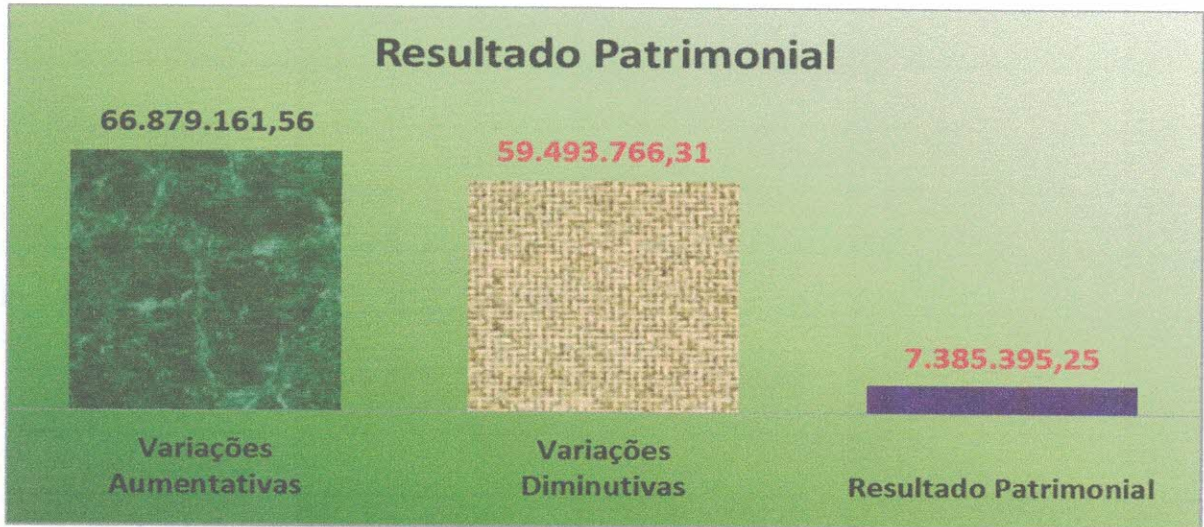 Resultado Patrimonial
66.879.161,56
59.493.766,31
7.385.395,25
Variações
Aumentativas
Variações
Diminutivas
Resultado Patrimonial